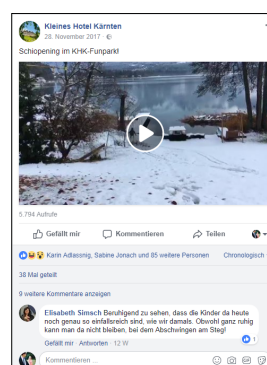 Kleines Hotel Kärnten
28. November 2017 ·
Schiopening im KHK-Funpark!
5.794 Aufrufe
Gefällt mir Kommentieren Teilen
Karin Adlassnig, Sabine Jonach und 85 weitere Personen Chronologisch
38 Mal geteilt
9 weitere Kommentare anzeigen
Elisabeth Simsch Beruhigend zu sehen, dass die Kinder da heute
noch genau so einfallsreich sind, wie wir damals. Obwohl ganz ruhig
kann man da nicht bleiben, bei dem Abschwingen am Steg!
1
Gefällt mir · Antworten · 12 W
Kommentieren ...
GIF